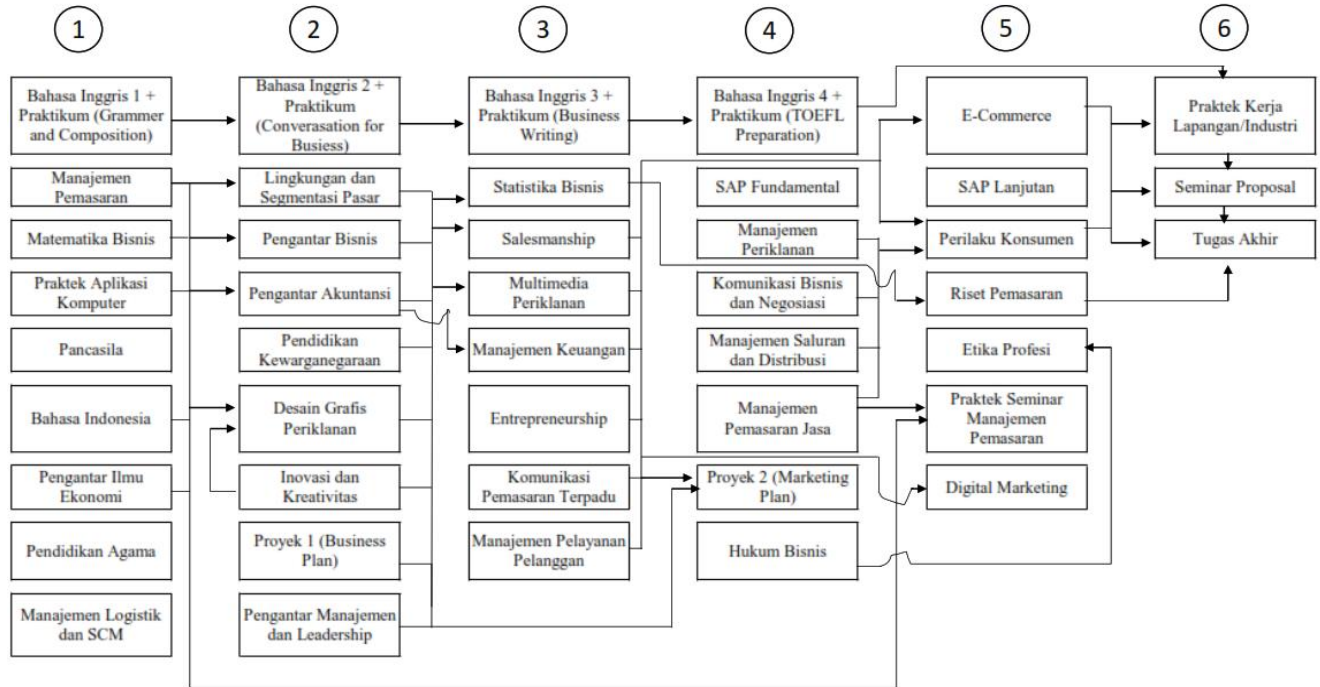 1
2
3
4
5
6
Bahasa Inggris 1 +
Praktikum (Grammer
and Composition)
Manajemen
Pemasaran
Matematika Bisnis
Praktek Aplikasi
Komputer
Pancasila
Bahasa Indonesia
Pengantar Ilmu
Ekonomi
Pendidikan Agama
Manajemen Logistik
dan SCM
Bahasa Inggris 2 +
Praktikum
(Converasation for
Busiess)
Lingkungan dan
Segmentasi Pasar
Pengantar Bisnis
Pengantar Akuntansi
Pendidikan
Kewarganegaraan
Desain Grafis
Periklanan
Inovasi dan
Kreativitas
Proyek 1 (Business
Plan)
Pengantar Manajemen
dan Leadership
Bahasa Inggris 3 +
Praktikum (Business
Writing)
Statistika Bisnis
Salesmanship
Multimedia
Periklanan
Manajemen Keuangan
Entrepreneurship
Komunikasi
Pemasaran Terpadu
Manajemen Pelayanan
Pelanggan
Bahasa Inggris 4 +
Praktikum (TOEFL
Preparation)
SAP Fundamental
Manajemen
Periklanan
Komunikasi Bisnis
dan Negosiasi
Manajemen Saluran
dan Distribusi
Manajemen
Pemasaran Jasa
Proyek 2 (Marketing
Plan)
Hukum Bisnis
E-Commerce
SAP Lanjutan
Perilaku Konsumen
Riset Pemasaran
Etika Profesi
Praktek Seminar
Manajemen
Pemasaran
Digital Marketing
Praktek Kerja
Lapangan/Industri
Seminar Proposal
Tugas Akhir